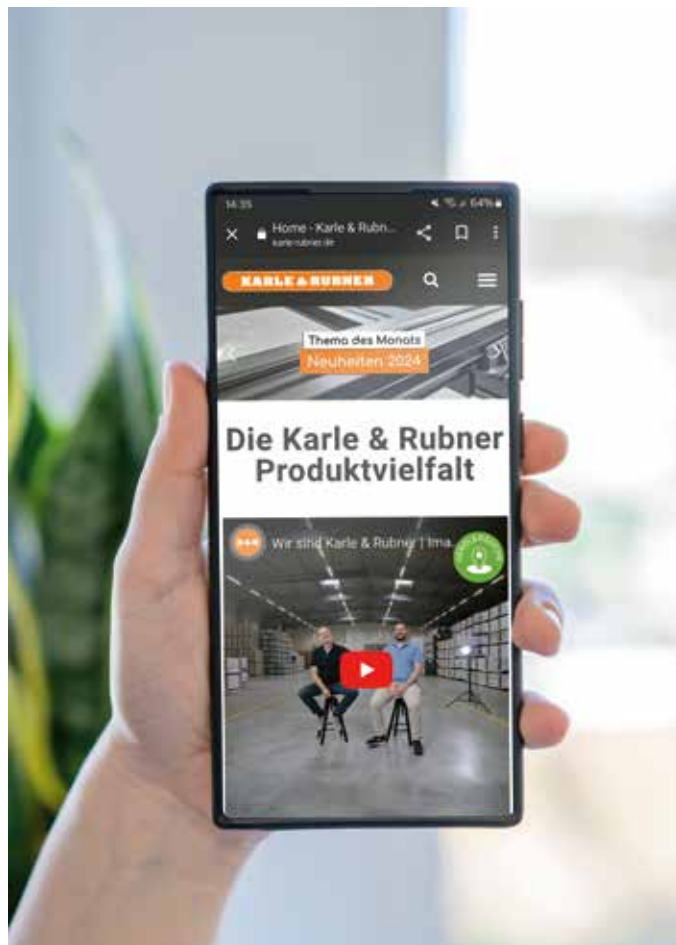 14:35
64%
Home - Karle & Rubn...
karle-rubner.de
KARLE & RUBNER
Thema des Monats
Neuheiten 2024
Die Karle & Rubner
Produktvielfalt
Wir sind Karle & Rubner | Ima...